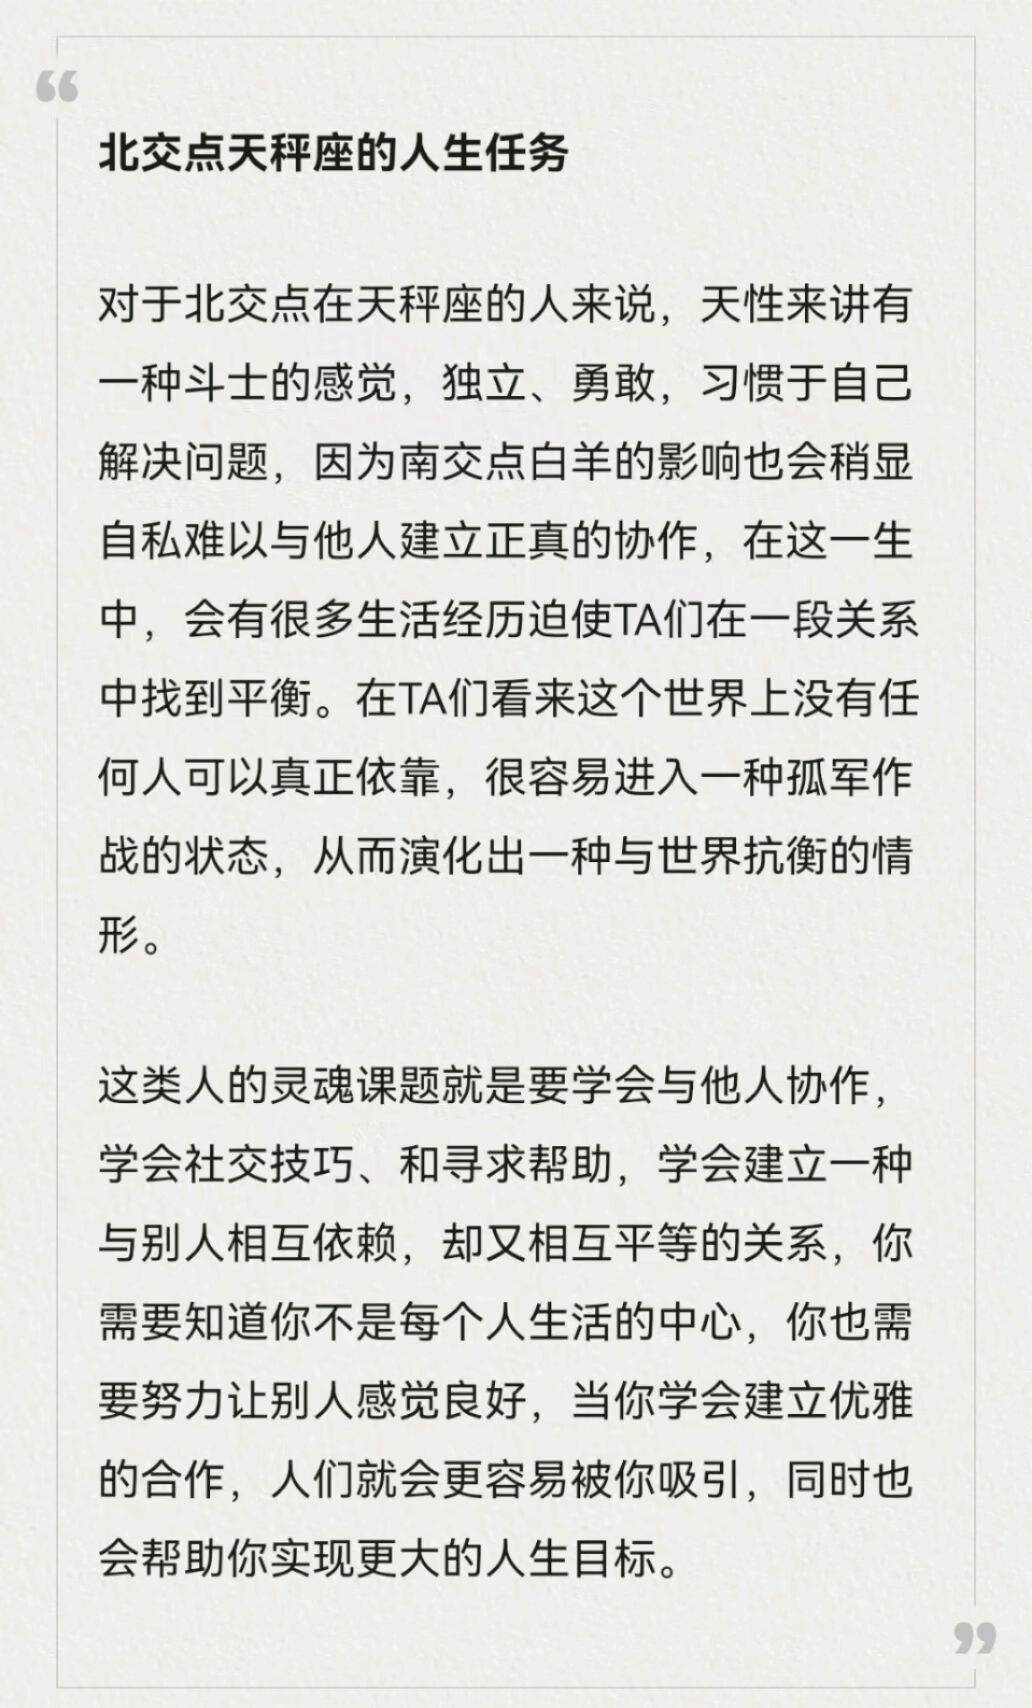 “
北交点天秤座的人生任务
对于北交点在天秤座的人来说，天性来讲有
一种斗士的感觉，独立、勇敢，习惯于自己
解决问题，因为南交点白羊的影响也会稍显
自私难以与他人建立正真的协作，在这一生
中，会有很多生活经历迫使TA们在一段关系
中找到平衡。在TA们看来这个世界上没有任
何人可以真正依靠，很容易进入一种孤军作
战的状态，从而演化出一种与世界抗衡的情
形。
这类人的灵魂课题就是要学会与他人协作，
学会社交技巧、和寻求帮助，学会建立一种
与别人相互依赖，却又相互平等的关系，你
需要知道你不是每个人生活的中心，你也需
要努力让别人感觉良好，当你学会建立优雅
的合作，人们就会更容易被你吸引，同时也
会帮助你实现更大的人生目标。
”